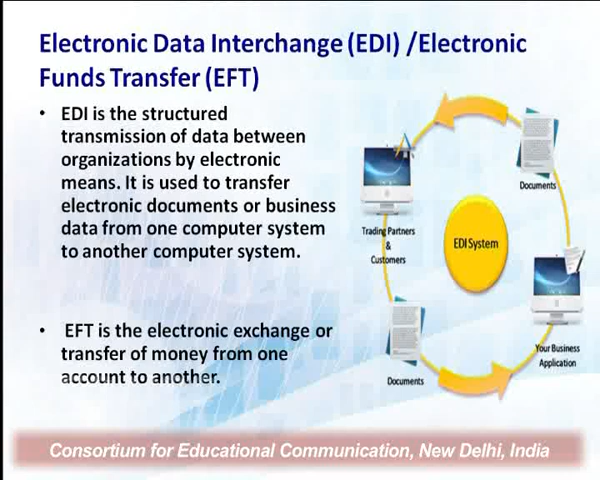 Electronic Data Interchange (EDI) /Electronic
Funds Transfer (EFT)
• EDI is the structured
transmission of data between
organizations by electronic
means. It is used to transfer
electronic documents or business
data from one computer system
to another computer system.
• EFT is the electronic exchange or
transfer of money from one
account to another.
Documents
Trading Partners
&
Customers
EDI System
Your Business
Application
Documents
Consortium for Educational Communication, New Delhi, India